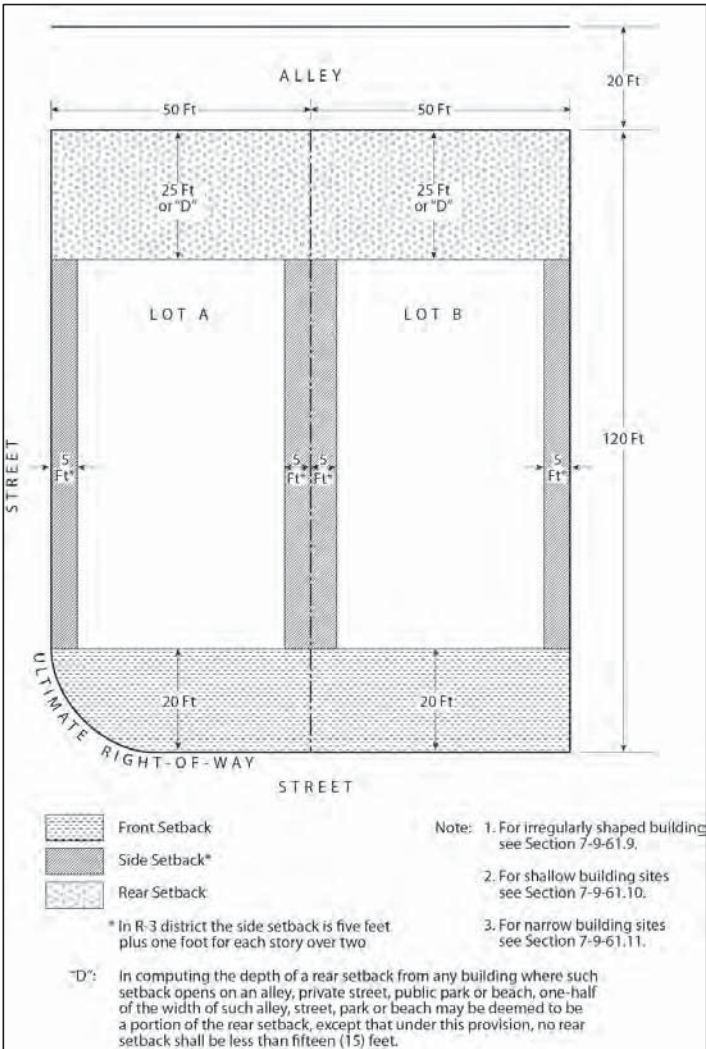 ALLEY
20 Ft
50 Ft
50 Ft
25 Ft
or "D"
25 Ft
or "D"
LOT A
LOT B
120 Ft
STREET
5
Ft*
5
Ft*
5
Ft*
5
Ft*
20 Ft
20 Ft
ULTIMATE RIGHT-OF-WAY
STREET
Front Setback
Side Setback*
Rear Setback
* In R-3 district the side setback is five feet
plus one foot for each story over two
Note: 1. For irregularly shaped building
see Section 7-9-61.9.
2. For shallow building sites
see Section 7-9-61.10.
3. For narrow building sites
see Section 7-9-61.11.
"D": In computing the depth of a rear setback from any building where such
setback opens on an alley, private street, public park or beach, one-half
of the width of such alley, street, park or beach may be deemed to be
a portion of the rear setback, except that under this provision, no rear
setback shall be less than fifteen (15) feet.